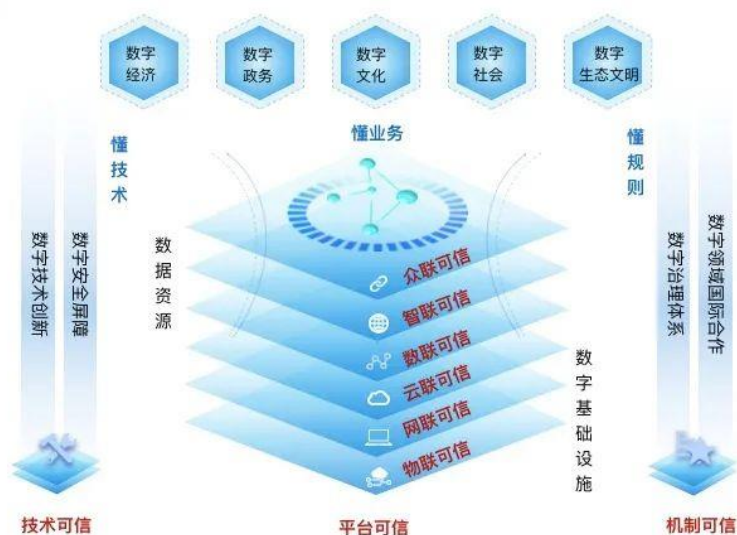 数字
经济
数字
政务
数字
文化
数字
社会
数字
生态文明
懂技术
懂业务
懂规则
数字技术创新
数字安全屏障
数据资源
众联可信
智联可信
数联可信
云联可信
网联可信
物联可信
数字基础设施
数字治理体系
数字领域国际合作
技术可信
平台可信
机制可信